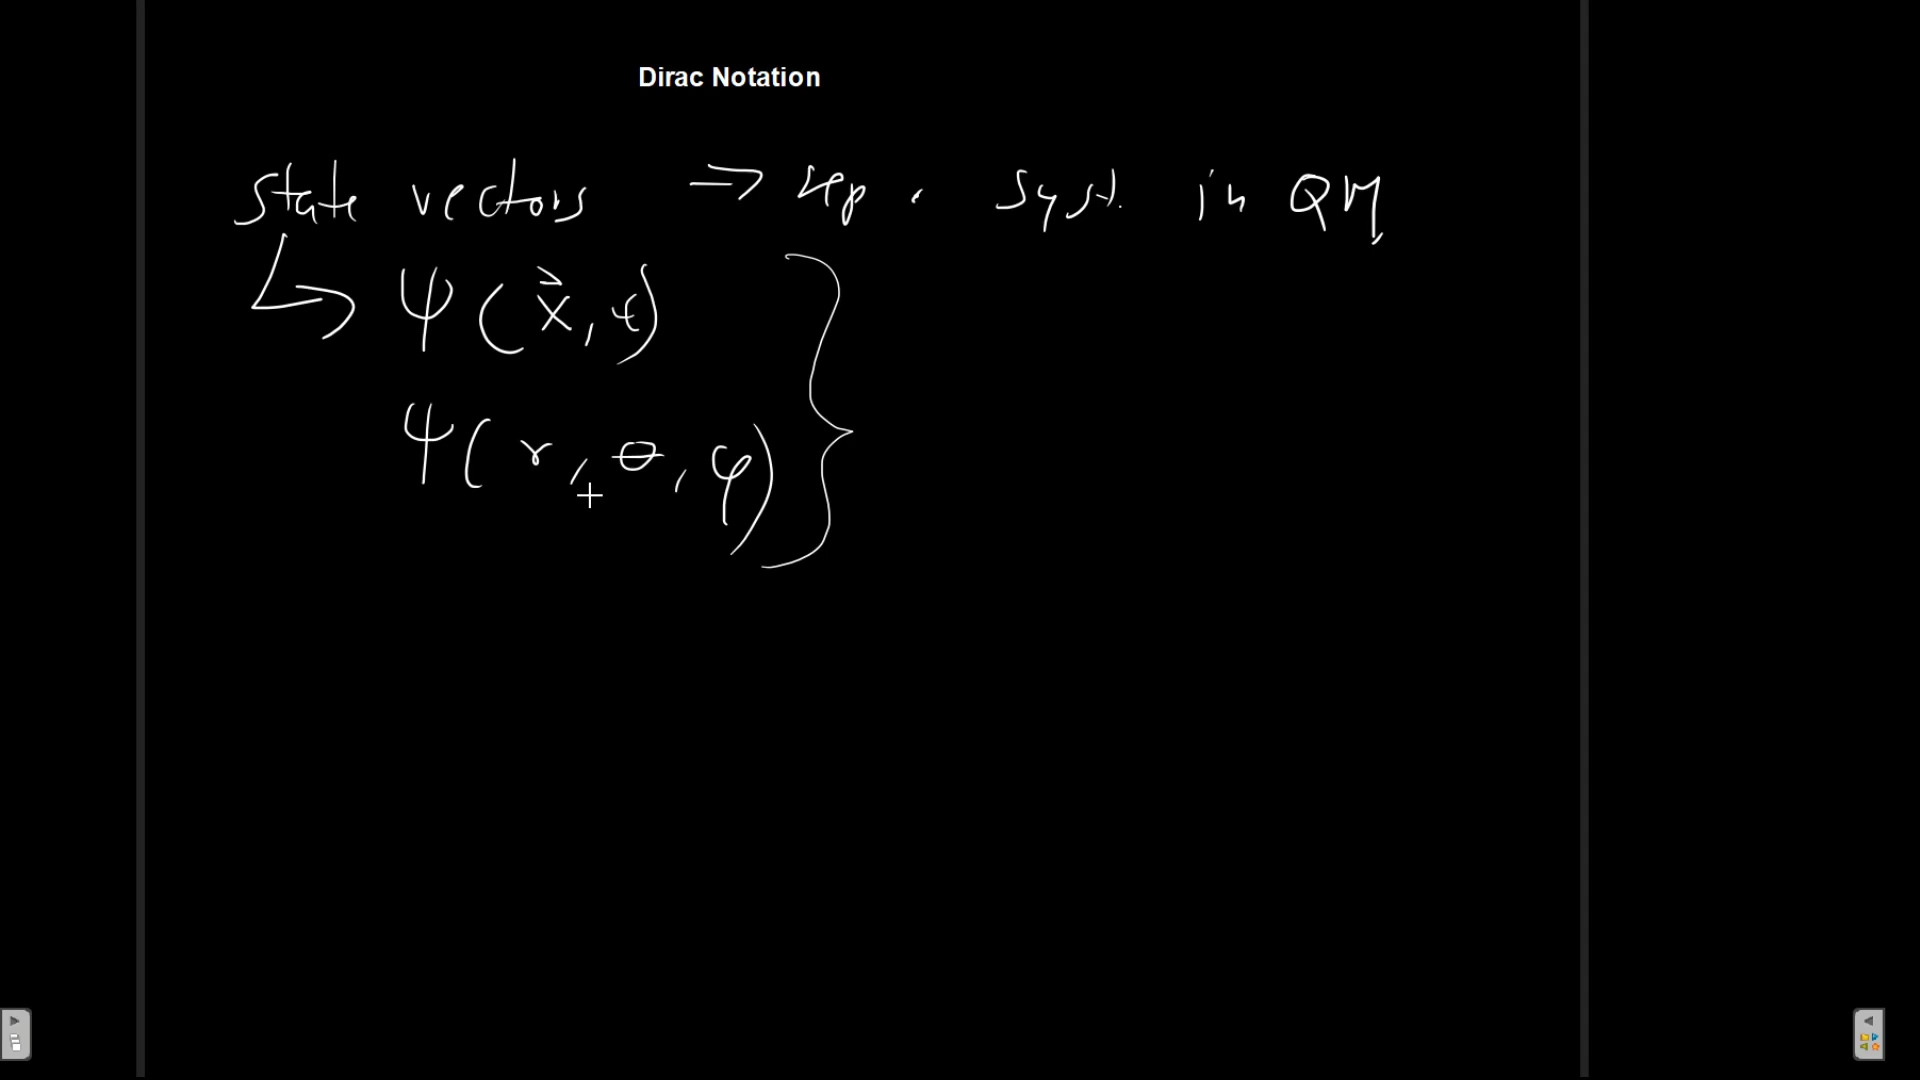 Dirac Notation
state vectors ⇒ rep. syst. in QM,
↳ ψ(x⃗, t)
ψ(r, θ, φ)